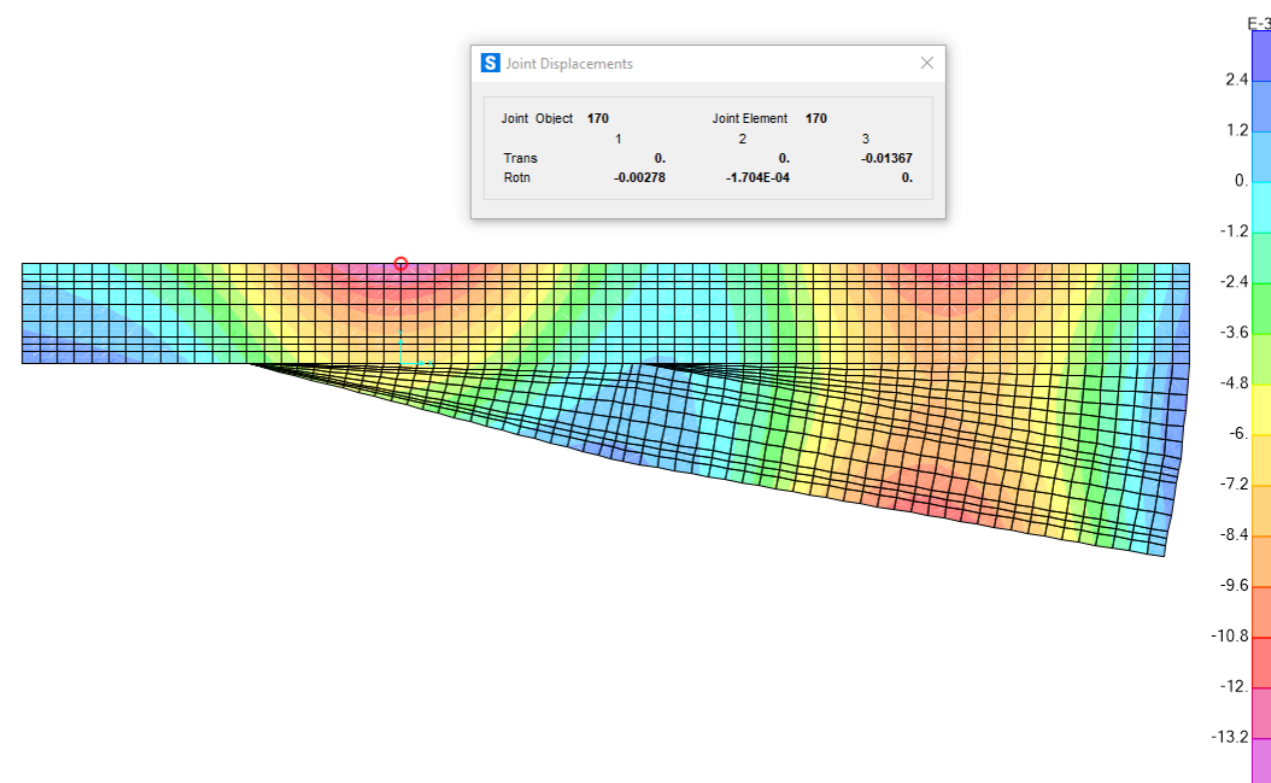 E-3
S Joint Displacements
Joint Object 170 Joint Element 170
1 2 3
Trans 0. 0. -0.01367
Rotn -0.00278 -1.704E-04 0.
2.4
1.2
0.
-1.2
-2.4
-3.6
-4.8
-6.
-7.2
-8.4
-9.6
-10.8
-12.
-13.2